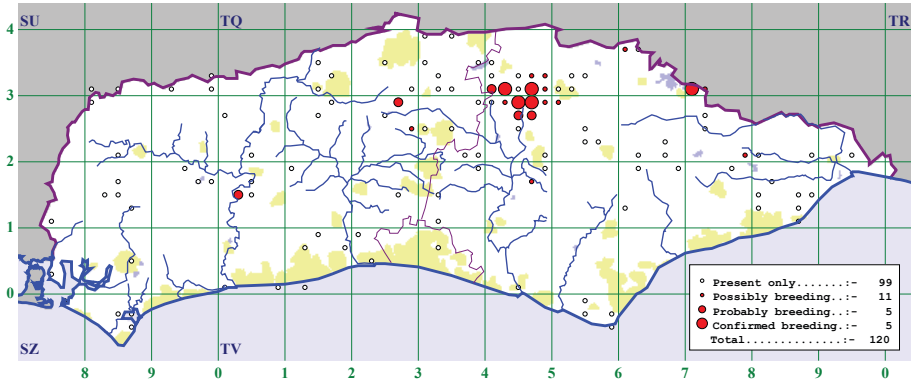 SU TQ TR
4
3
2
1
0
Present only.......:- 99
Possibly breeding..:- 11
Probably breeding..:- 5
Confirmed breeding.:- 5
Total..............:- 120
SZ TV
8 9 0 1 2 3 4 5 6 7 8 9 0